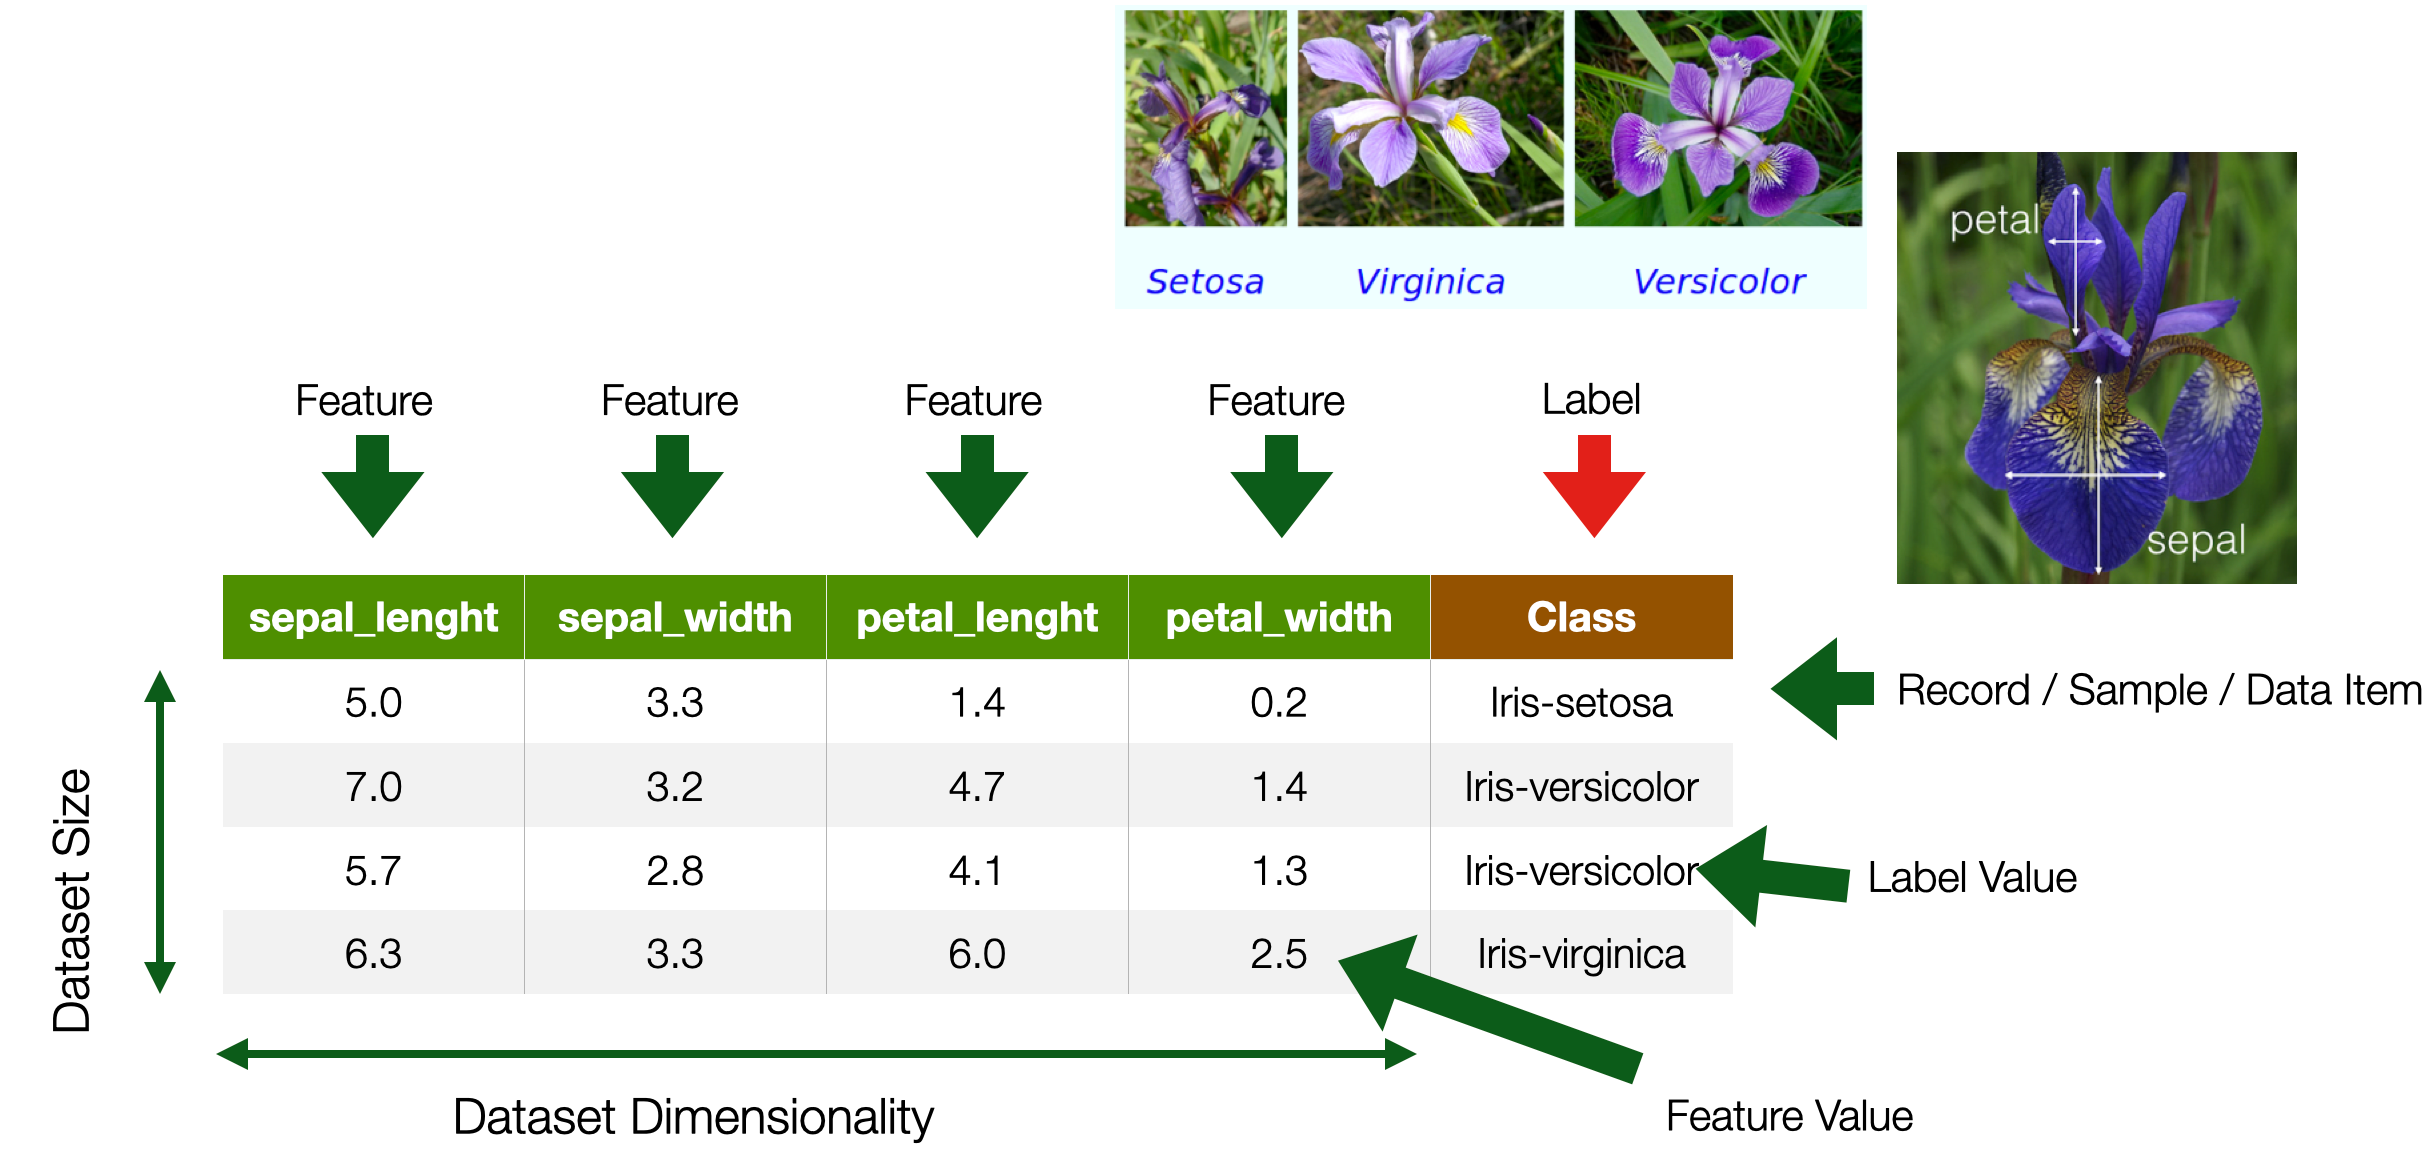 Setosa Virginica Versicolor
petal
sepal
Feature Feature Feature Feature Label
sepal_lenght sepal_width petal_lenght petal_width Class
5.0 3.3 1.4 0.2 Iris-setosa
Record / Sample / Data Item
7.0 3.2 4.7 1.4 Iris-versicolor
5.7 2.8 4.1 1.3 Iris-versicolor
Label Value
6.3 3.3 6.0 2.5 Iris-virginica
Dataset Size
Dataset Dimensionality
Feature Value